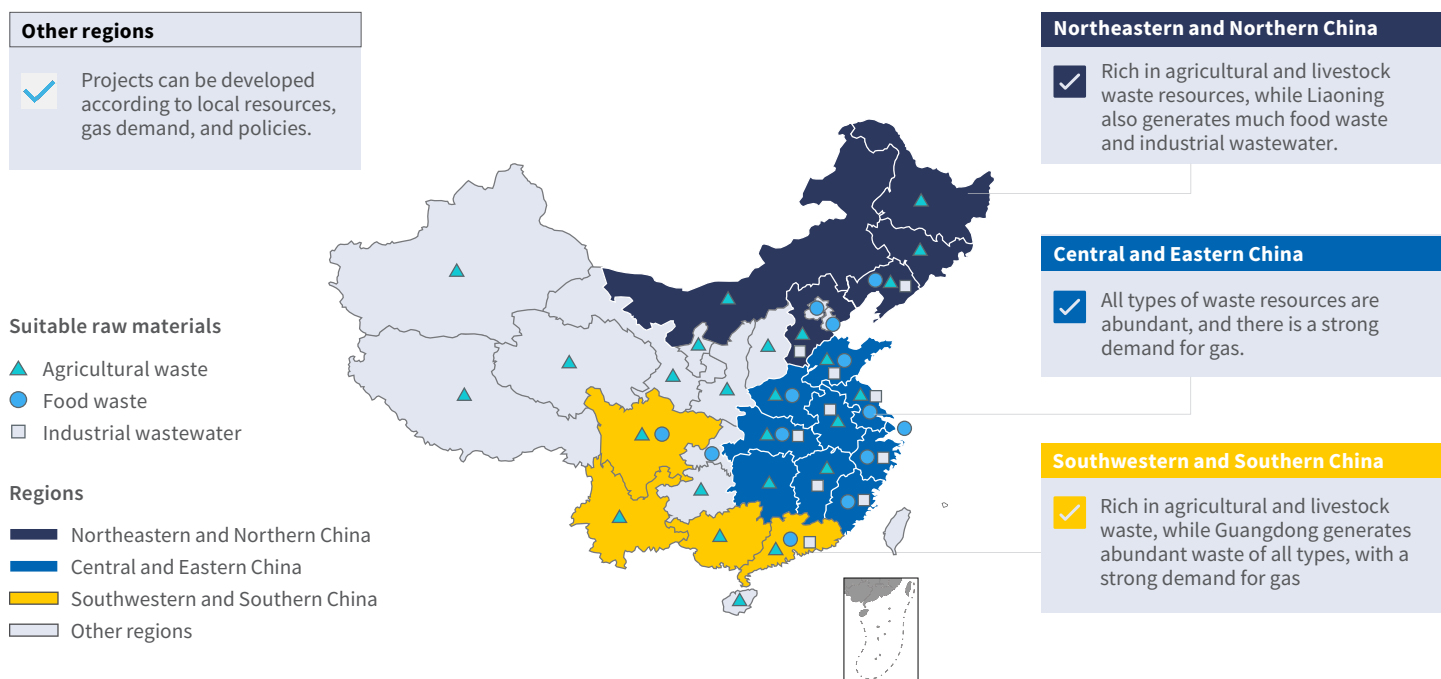 Other regions
Projects can be developed
according to local resources,
gas demand, and policies.
Northeastern and Northern China
Rich in agricultural and livestock
waste resources, while Liaoning
also generates much food waste
and industrial wastewater.
Central and Eastern China
All types of waste resources are
abundant, and there is a strong
demand for gas.
Southwestern and Southern China
Rich in agricultural and livestock
waste, while Guangdong generates
abundant waste of all types, with a
strong demand for gas
Suitable raw materials
Agricultural waste
Food waste
Industrial wastewater
Regions
Northeastern and Northern China
Central and Eastern China
Southwestern and Southern China
Other regions